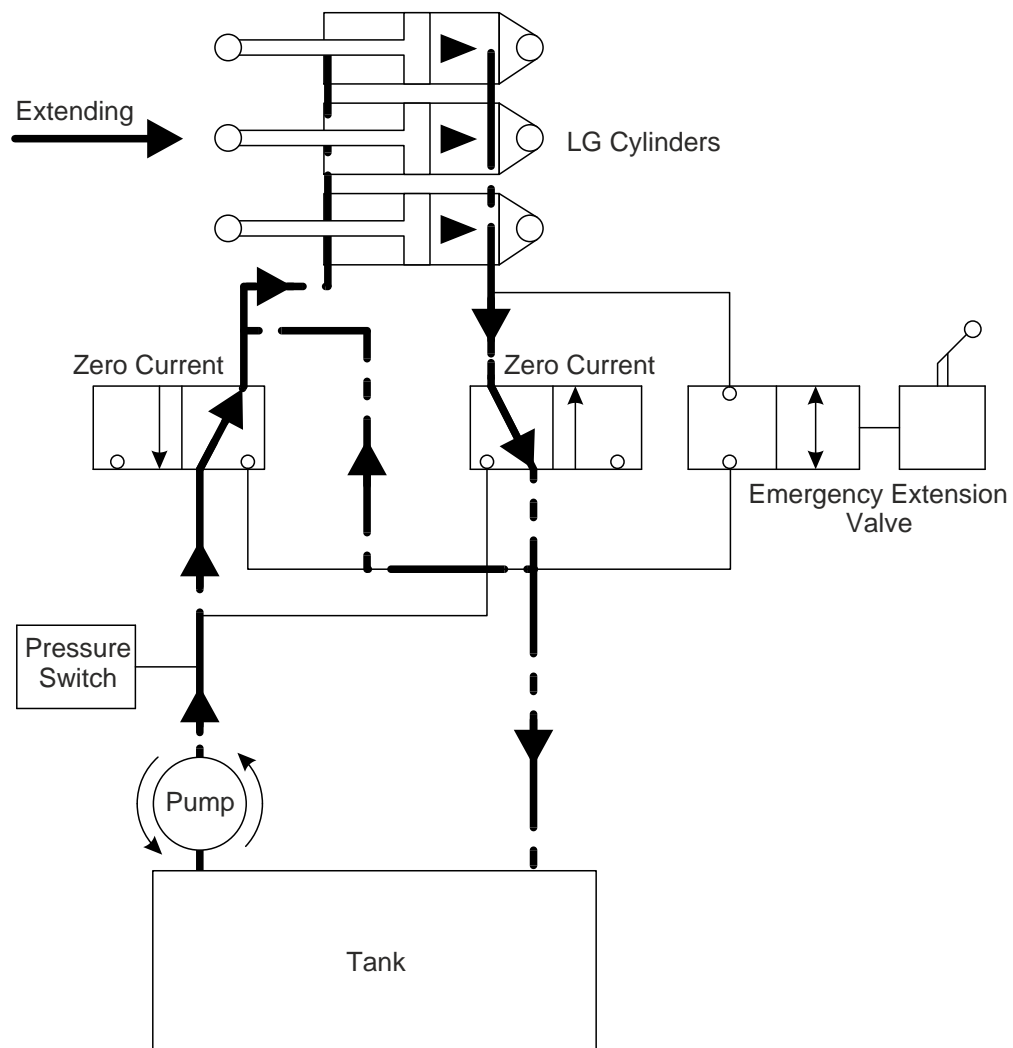 Extending
LG Cylinders
Zero Current
Zero Current
Emergency Extension
Valve
Pressure
Switch
Pump
Tank